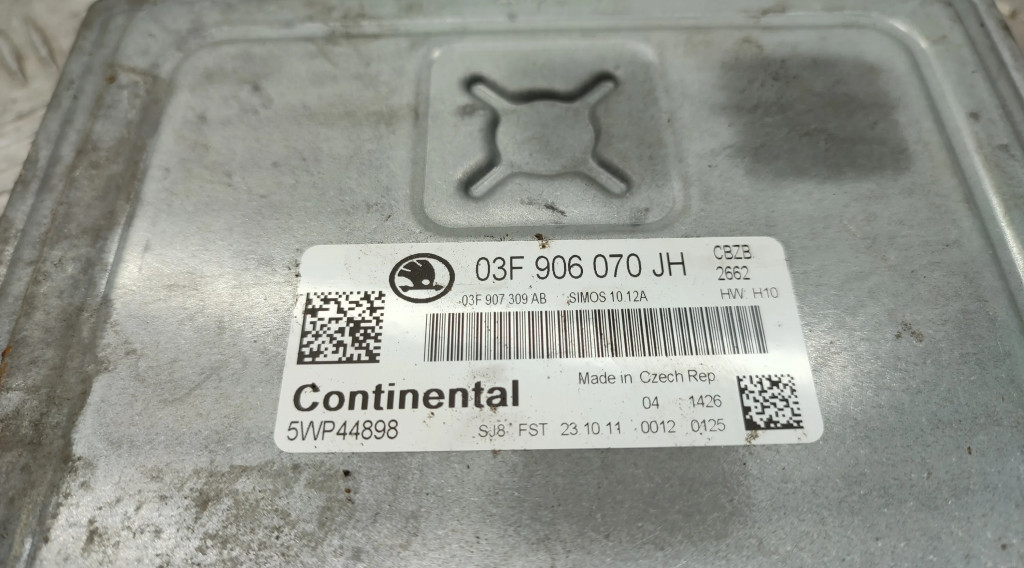 03F 906 070 JH CBZB
2662
03F 907 309 AB SIMOS 10 12A HW: H10
Continental Made in Czech Rep
04 1426
5WP44898 SJ8 FST 23.10.11 0012 0125